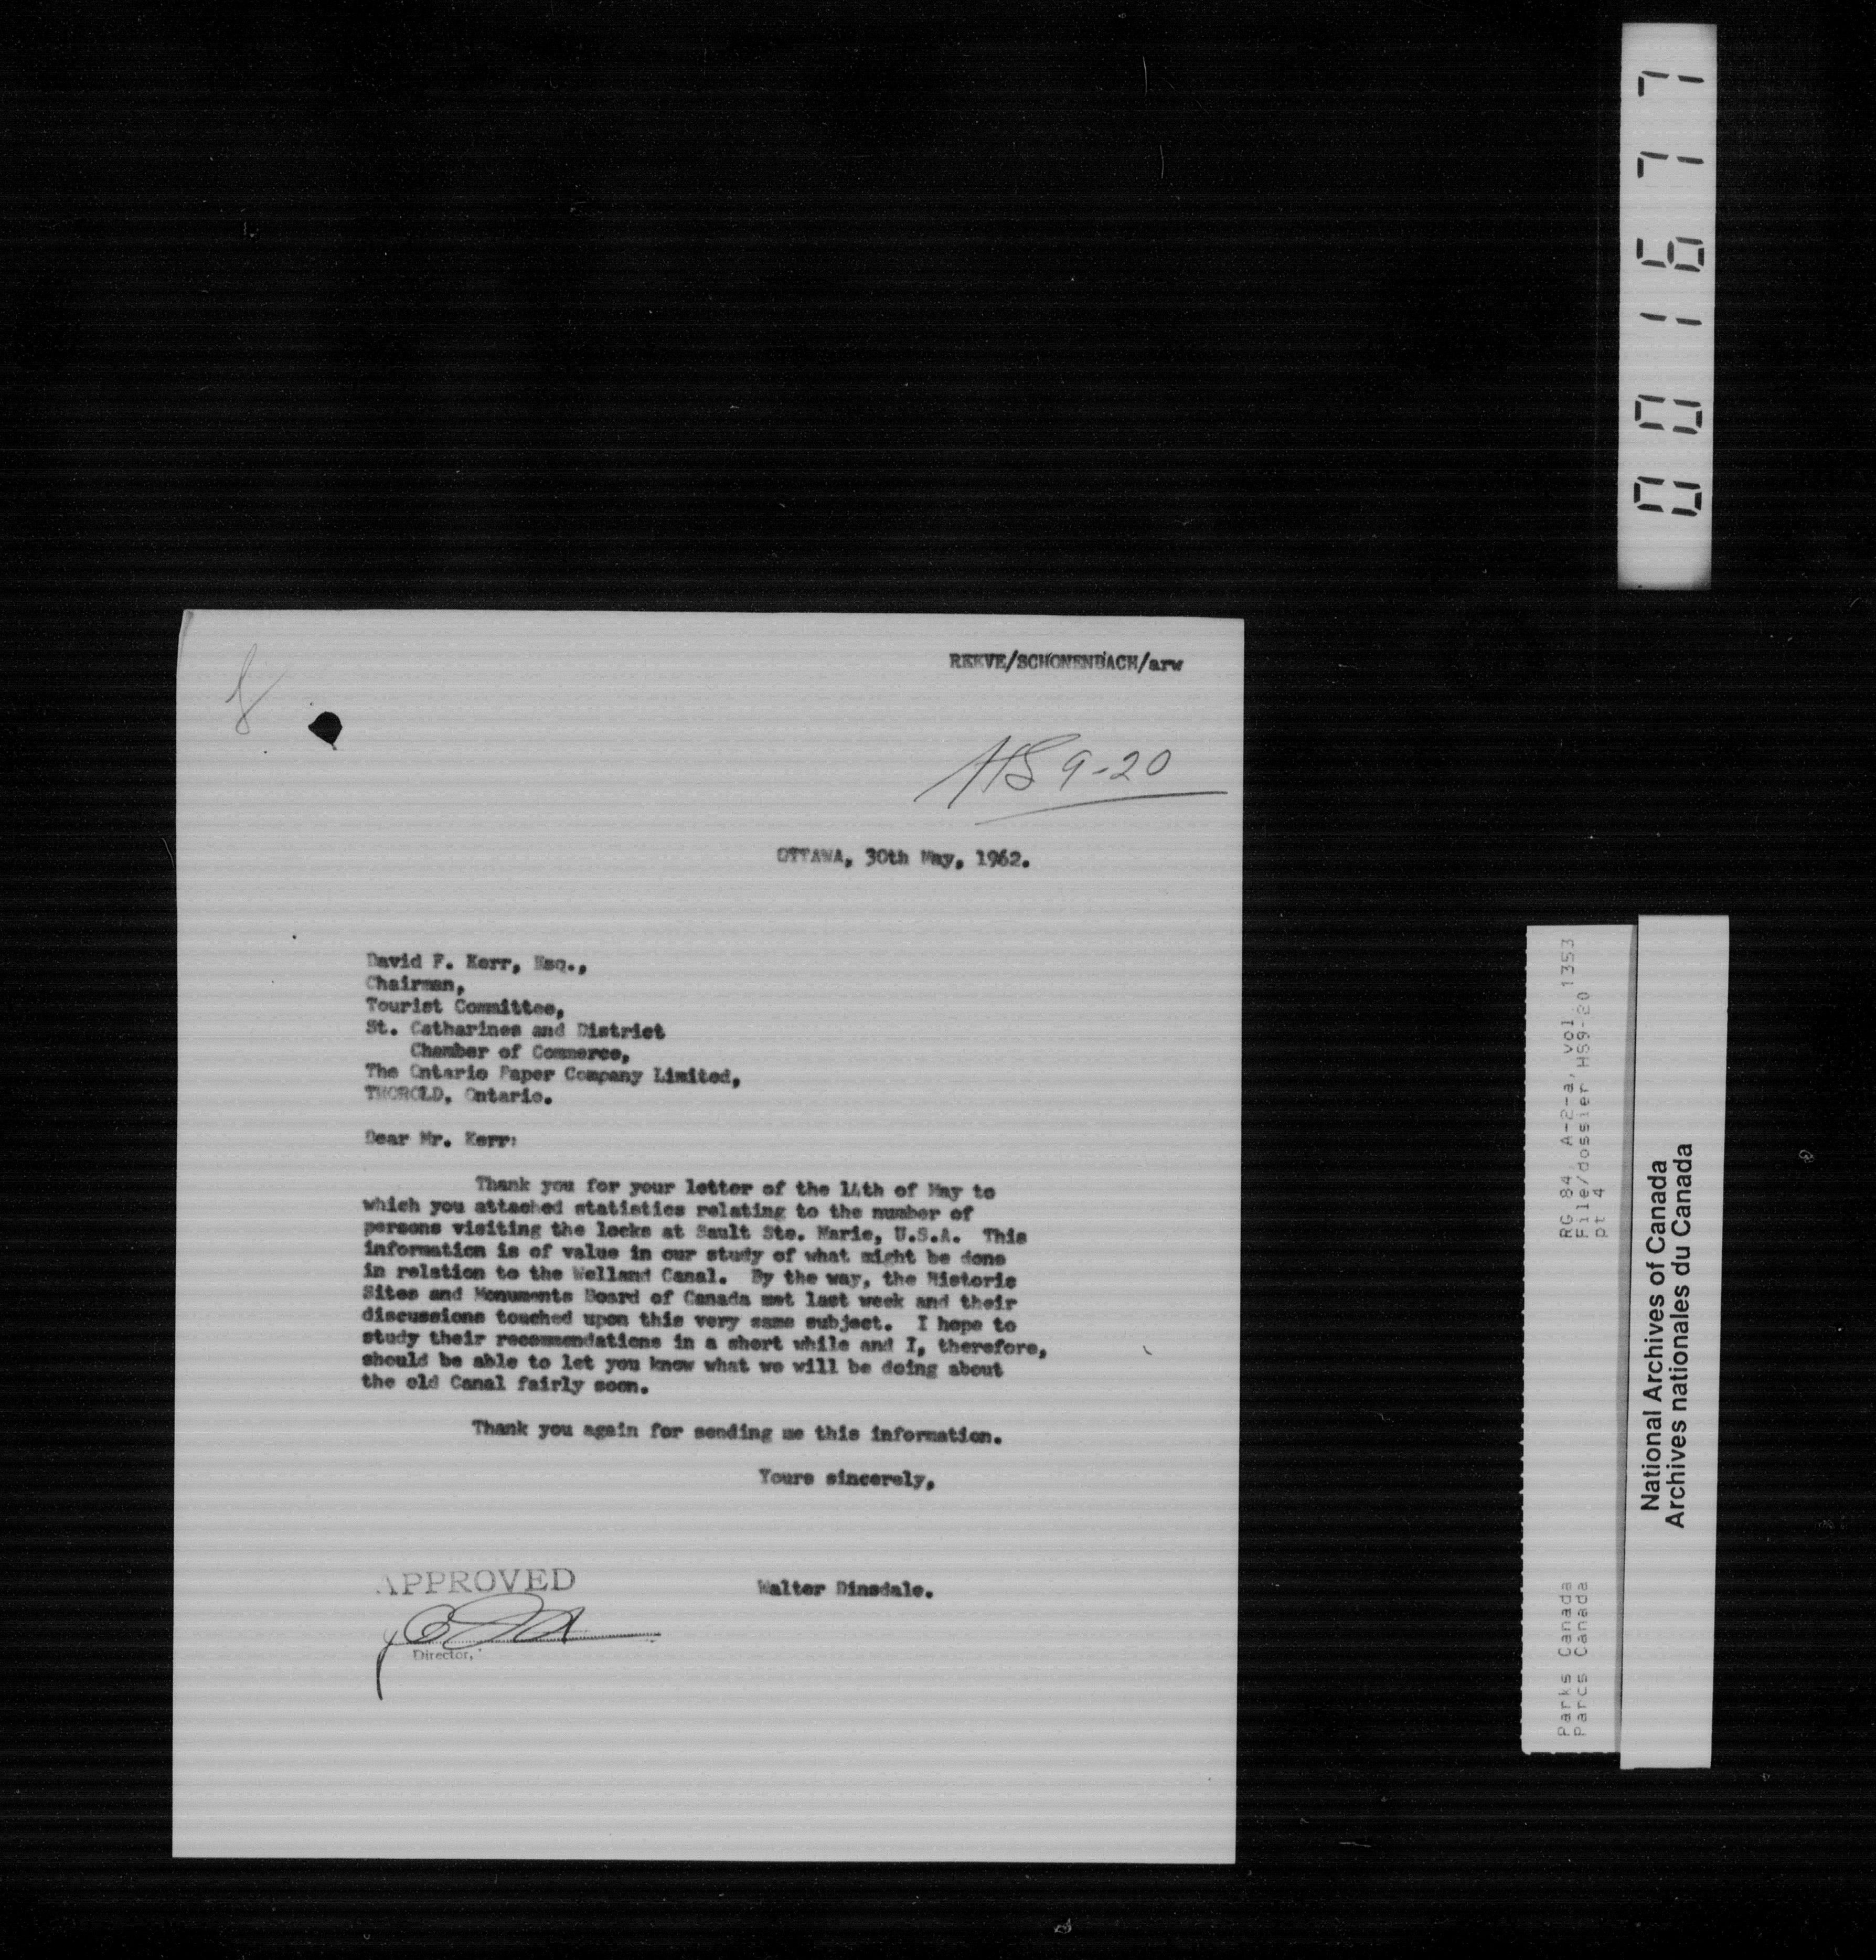 REEVE/SCHONENBACH/arw
HS 9-20
OTTAWA, 30th May, 1962.
David F. Kerr, Esq.,
Chairman,
Tourist Committee,
St. Catharines and District
Chamber of Commerce,
The Ontario Paper Company Limited,
THOROLD, Ontario.
Dear Mr. Kerr:
Thank you for your letter of the 14th of May to
which you attached statistics relating to the number of
persons visiting the locks at Sault Ste. Marie, U.S.A. This
information is of value in our study of what might be done
in relation to the Welland Canal. By the way, the Historic
Sites and Monuments Board of Canada met last week and their
discussions touched upon this very same subject. I hope to
study their recommendations in a short while and I, therefore,
should be able to let you know what we will be doing about
the old Canal fairly soon.
Thank you again for sending me this information.
Yours sincerely,
Walter Dinsdale.
APPROVED
Director,
001677
RG 84, A-2-a, vol. 1353
File/dossier HS9-20
pt 4
Parks Canada
Parcs Canada
National Archives of Canada
Archives nationales du Canada